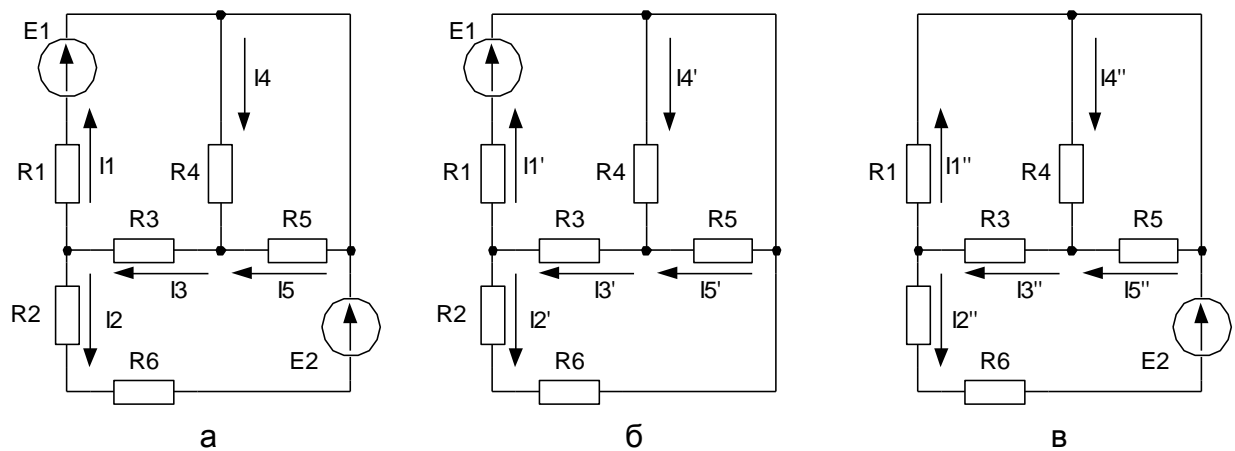 E1
I4
R1
I1
R4
R3
R5
I3
I5
R2
I2
E2
R6
а
E1
I4'
R1
I1'
R4
R3
R5
I3'
I5'
R2
I2'
R6
б
I4"
R1
I1"
R4
R3
R5
I3"
I5"
R2
I2"
R6
E2
в